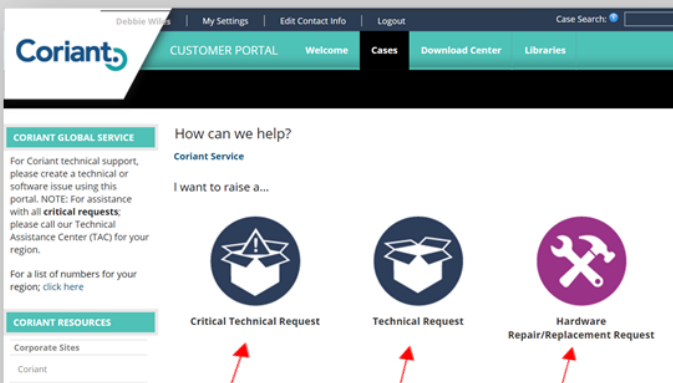 Debbie Wiles | My Settings | Edit Contact Info | Logout
Case Search:
Coriant
CUSTOMER PORTAL Welcome Cases Download Center Libraries
CORIANT GLOBAL SERVICE
For Coriant technical support,
please create a technical or
software issue using this
portal. NOTE: For assistance
with all critical requests;
please call our Technical
Assistance Center (TAC) for your
region.
For a list of numbers for your
region; click here
CORIANT RESOURCES
Corporate Sites
Coriant
How can we help?
Coriant Service
I want to raise a...
Critical Technical Request
Technical Request
Hardware
Repair/Replacement Request